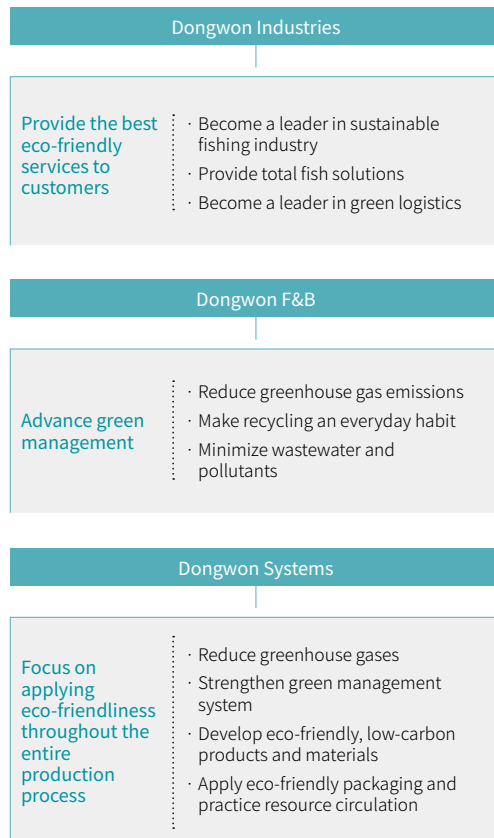 Dongwon Industries
Provide the best
eco-friendly
services to
customers
· Become a leader in sustainable
fishing industry
· Provide total fish solutions
· Become a leader in green logistics
Dongwon F&B
Advance green
management
· Reduce greenhouse gas emissions
· Make recycling an everyday habit
· Minimize wastewater and
pollutants
Dongwon Systems
Focus on
applying
eco-friendliness
throughout the
entire
production
process
· Reduce greenhouse gases
· Strengthen green management
system
· Develop eco-friendly, low-carbon
products and materials
· Apply eco-friendly packaging and
practice resource circulation